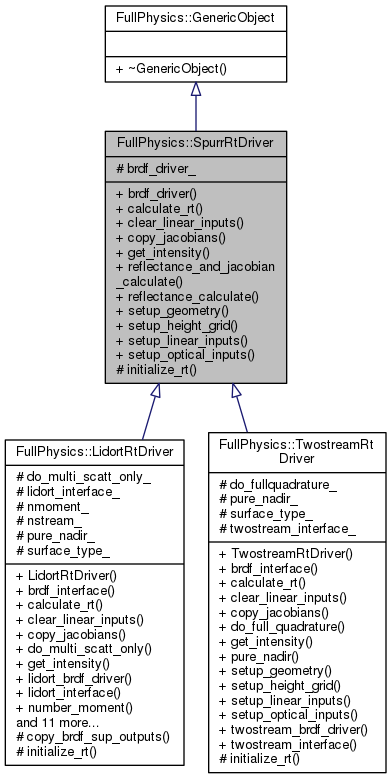 FullPhysics::GenericObject
+ ~GenericObject()
FullPhysics::SpurrRtDriver
# brdf_driver_
+ brdf_driver()
+ calculate_rt()
+ clear_linear_inputs()
+ copy_jacobians()
+ get_intensity()
+ reflectance_and_jacobian
_calculate()
+ reflectance_calculate()
+ setup_geometry()
+ setup_height_grid()
+ setup_linear_inputs()
+ setup_optical_inputs()
# initialize_rt()
FullPhysics::LidortRtDriver
# do_multi_scatt_only_
# lidort_interface_
# nmoment_
# nstream_
# pure_nadir_
# surface_type_
+ LidortRtDriver()
+ brdf_interface()
+ calculate_rt()
+ clear_linear_inputs()
+ copy_jacobians()
+ do_multi_scatt_only()
+ get_intensity()
+ lidort_brdf_driver()
+ lidort_interface()
+ number_moment()
and 11 more...
# copy_brdf_sup_outputs()
# initialize_rt()
FullPhysics::TwostreamRt
Driver
# do_fullquadrature_
# pure_nadir_
# surface_type_
# twostream_interface_
+ TwostreamRtDriver()
+ brdf_interface()
+ calculate_rt()
+ clear_linear_inputs()
+ copy_jacobians()
+ do_full_quadrature()
+ get_intensity()
+ pure_nadir()
+ setup_geometry()
+ setup_height_grid()
+ setup_linear_inputs()
+ setup_optical_inputs()
+ twostream_brdf_driver()
+ twostream_interface()
# initialize_rt()